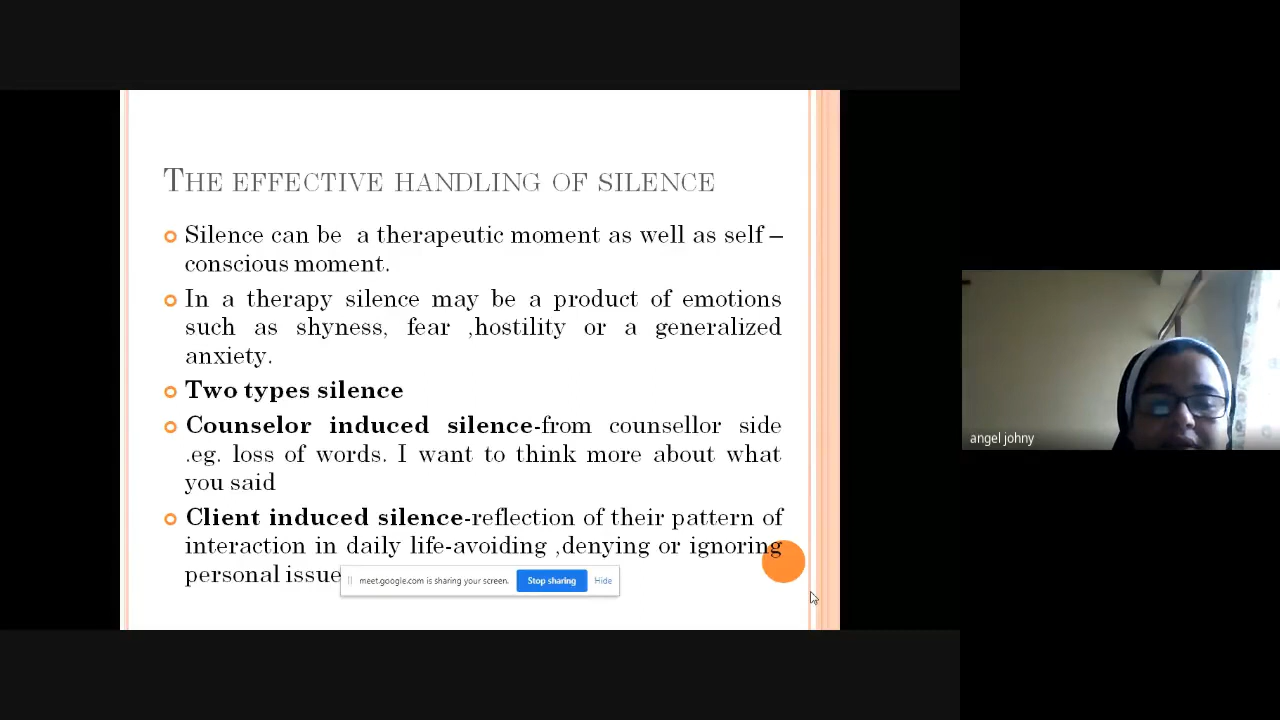 THE EFFECTIVE HANDLING OF SILENCE
Silence can be a therapeutic moment as well as self –
conscious moment.
In a therapy silence may be a product of emotions
such as shyness, fear ,hostility or a generalized
anxiety.
Two types silence
Counselor induced silence-from counsellor side
.eg. loss of words. I want to think more about what
you said
Client induced silence-reflection of their pattern of
interaction in daily life-avoiding ,denying or ignoring
personal issue
meet.google.com is sharing your screen.
Stop sharing
Hide
angel johny